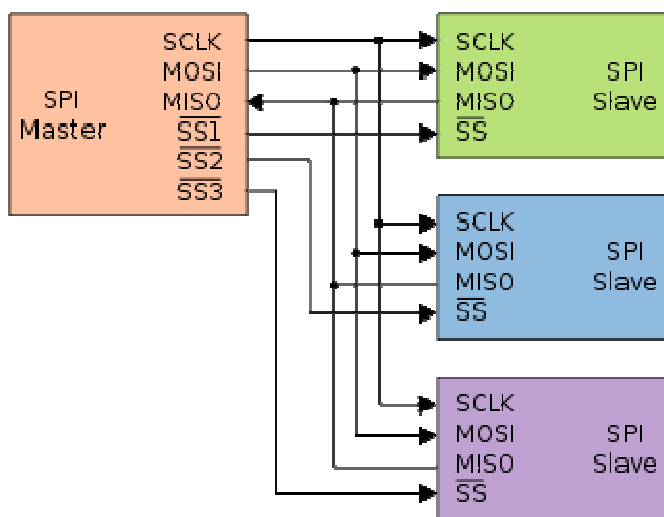 SCLK
MOSI
MISO
SS1
SS2
SS3
SPI
Master
SCLK
MOSI
MISO
SS
SPI
Slave
SCLK
MOSI
MISO
SS
SPI
Slave
SCLK
MOSI
MISO
SS
SPI
Slave